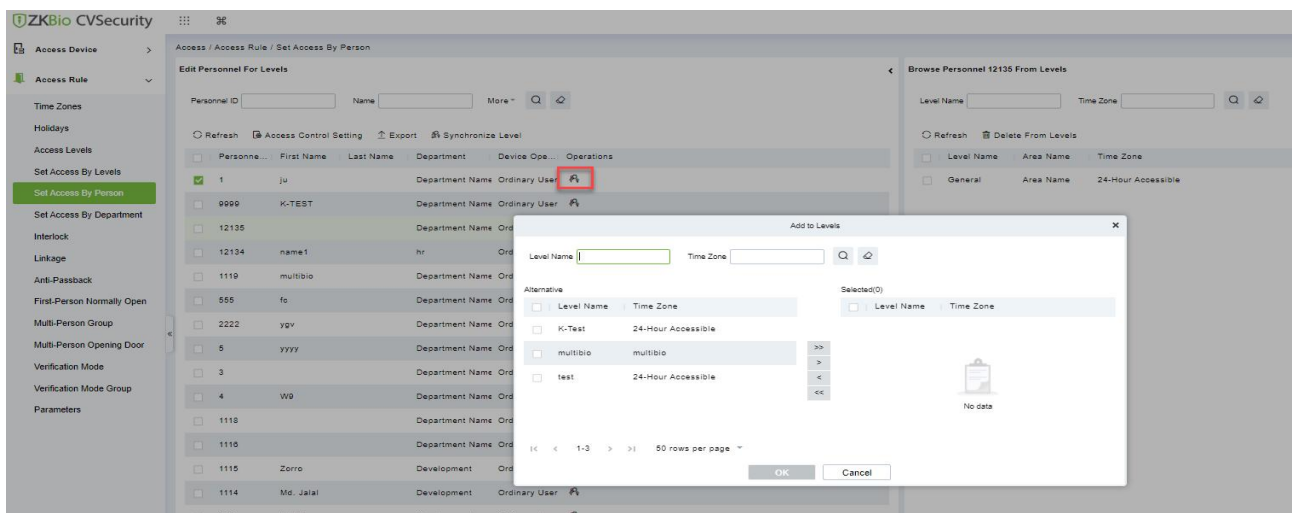 ZKBio CVSecurity
Access Device
Access Rule
Time Zones
Holidays
Access Levels
Set Access By Levels
Set Access By Person
Set Access By Department
Interlock
Linkage
Anti-Passback
First-Person Normally Open
Multi-Person Group
Multi-Person Opening Door
Verification Mode
Verification Mode Group
Parameters
Access / Access Rule / Set Access By Person
Edit Personnel For Levels
Personnel ID Name More
Refresh Access Control Setting Export Synchronize Level
Personne... First Name Last Name Department Device Ope... Operations
1 ju Department Name Ordinary User
9999 K-TEST Department Name Ordinary User
12135 Department Name Ord
12134 name1 hr Ord
1119 multibio Department Name Ord
555 fc Department Name Ord
2222 ygv Department Name Ord
5 yyyy Department Name Ord
3 Department Name Ord
4 W9 Department Name Ord
1118 Department Name Ord
1116 Department Name Ord
1115 Zorro Development Ord
1114 Md. Jalal Development Ordinary User
Browse Personnel 12135 From Levels
Level Name Time Zone
Refresh Delete From Levels
Level Name Area Name Time Zone
General Area Name 24-Hour Accessible
Add to Levels
Level Name Time Zone
Alternative
Level Name Time Zone
K-Test 24-Hour Accessible
multibio multibio
test 24-Hour Accessible
>>
>
<
<<
Selected(0)
Level Name Time Zone
No data
|< < 1-3 > >| 50 rows per page
OK Cancel